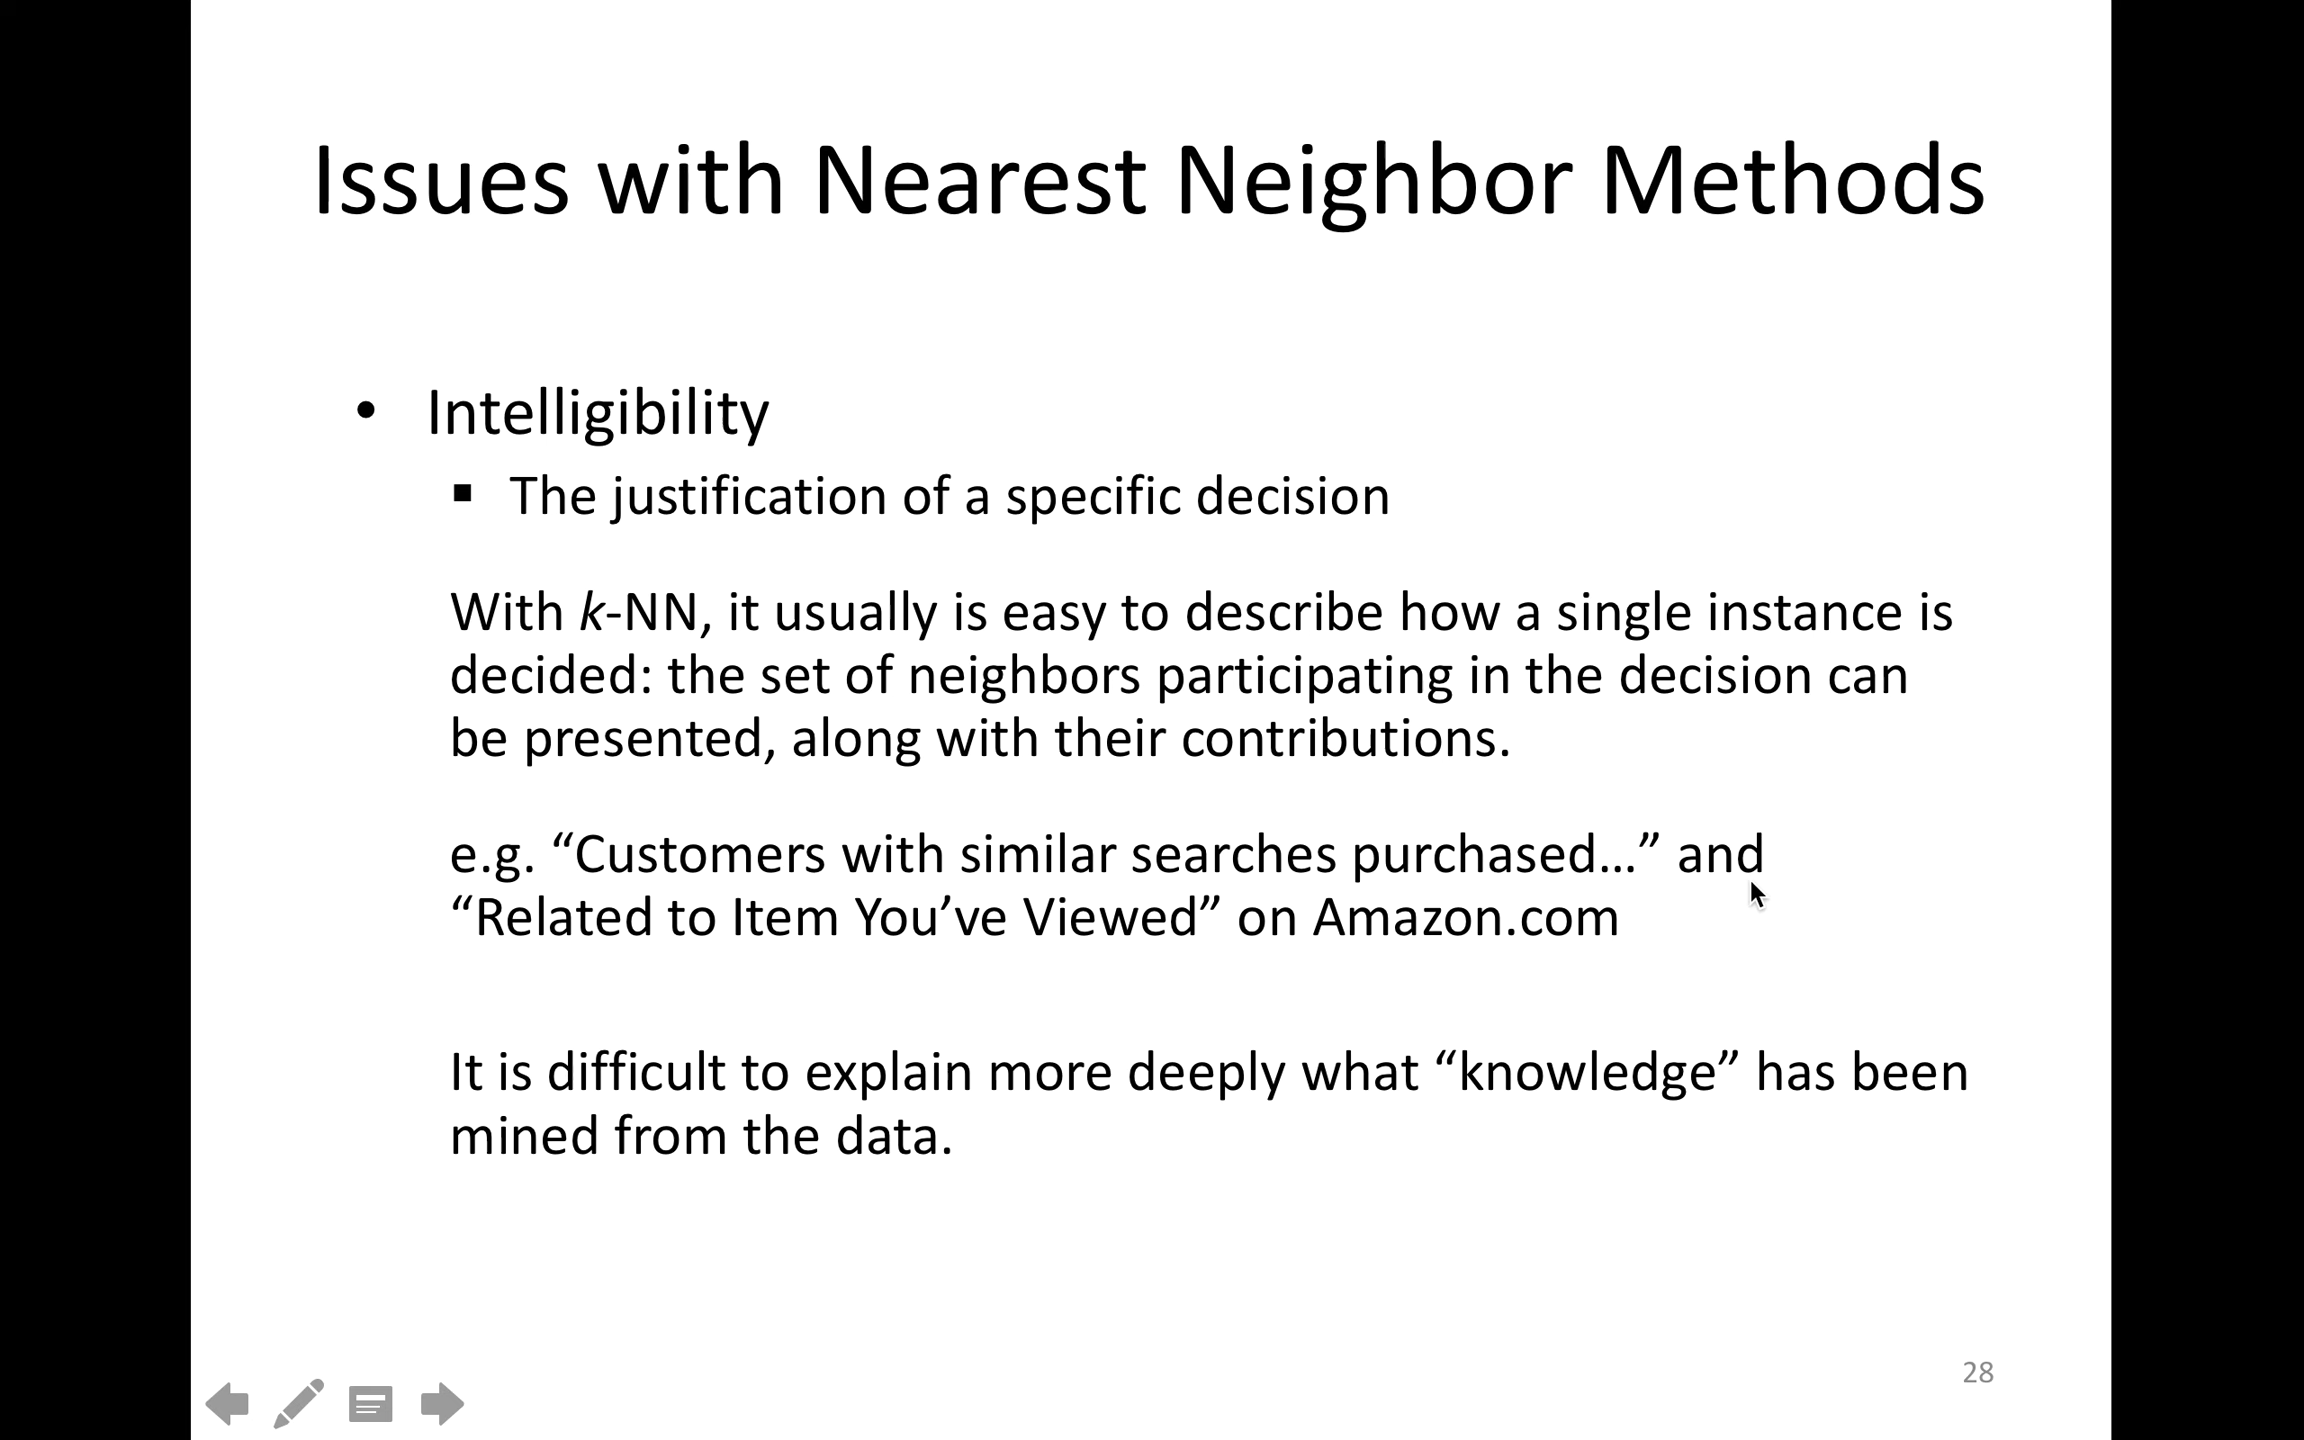 Issues with Nearest Neighbor Methods
• Intelligibility
▪ The justification of a specific decision
With k-NN, it usually is easy to describe how a single instance is
decided: the set of neighbors participating in the decision can
be presented, along with their contributions.
e.g. “Customers with similar searches purchased…” and
“Related to Item You’ve Viewed” on Amazon.com
It is difficult to explain more deeply what “knowledge” has been
mined from the data.
28